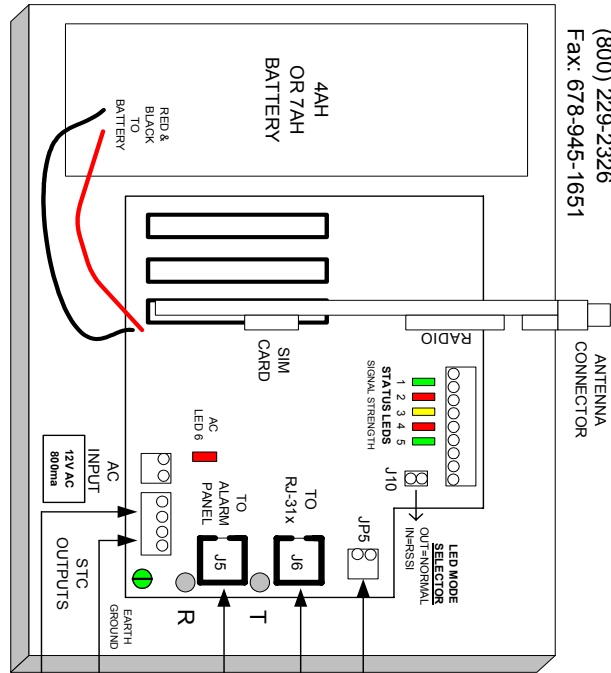 (800) 229-2326
Fax: 678-945-1651
4AH
OR 7AH
BATTERY
RED &
BLACK
TO
BATTERY
ANTENNA
CONNECTOR
RADIO
SIM
CARD
STATUS LEDS
SIGNAL STRENGTH
1 2 3 4 5
J10
LED MODE
SELECTOR
OUT=NORMAL
IN=RSSI
AC
LED 6
TO
RJ-31x
J6
JP5
TO
ALARM
PANEL
J5
T
R
AC
INPUT
12V AC
800ma
STC
OUTPUTS
EARTH
GROUND